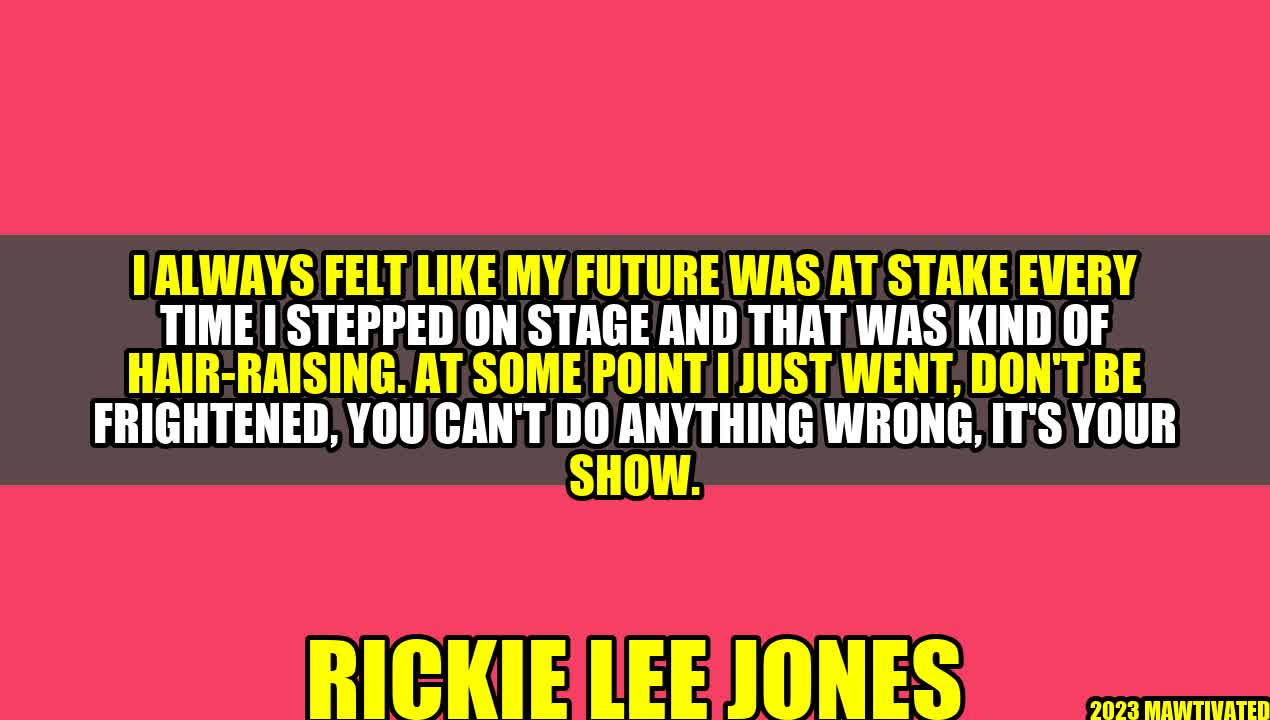 I ALWAYS FELT LIKE MY FUTURE WAS AT STAKE EVERY
TIME I STEPPED ON STAGE AND THAT WAS KIND OF
HAIR-RAISING. AT SOME POINT I JUST WENT, DON'T BE
FRIGHTENED, YOU CAN'T DO ANYTHING WRONG, IT'S YOUR
SHOW.
RICKIE LEE JONES
2023 MAWTIVATED